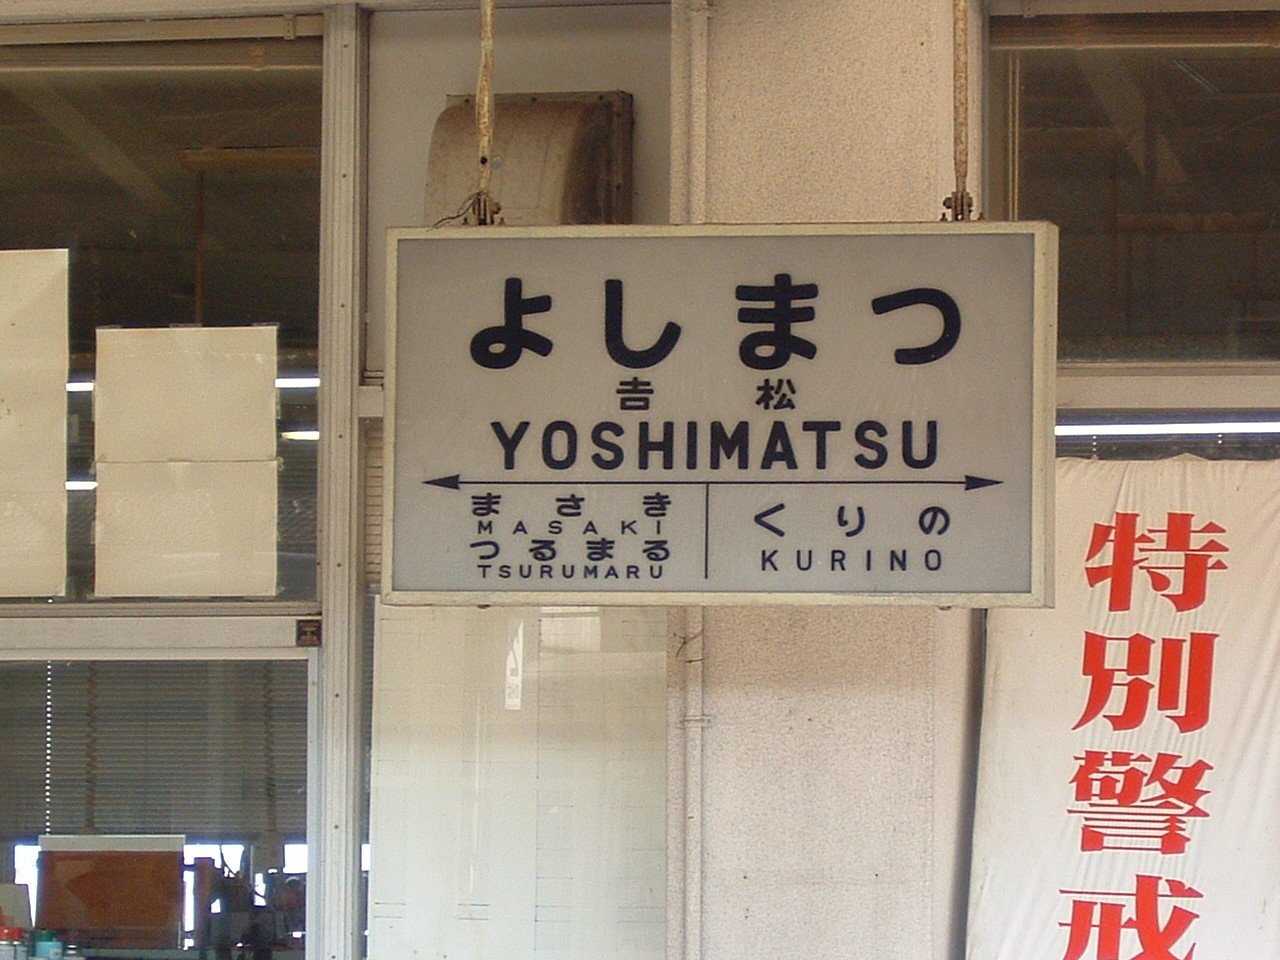 よしまつ
𠮷松
YOSHIMATSU
まさき
MASAKI
つるまる
TSURUMARU
くりの
KURINO
特別警戒